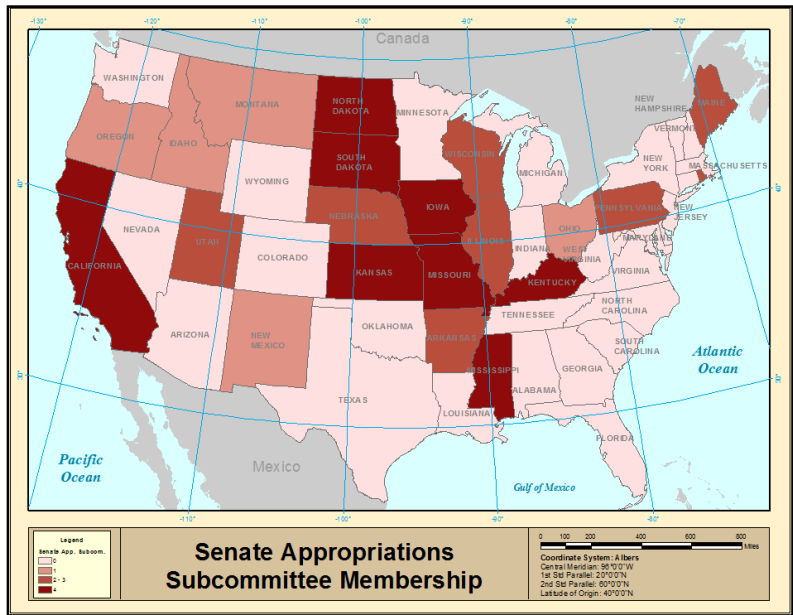 -130° -120° -110° -100° -90° -80° -70°
Canada
WASHINGTON
MONTANA
NORTH
DAKOTA
MINNESOTA
MAINE
NEW
HAMPSHIRE
VERMONT
OREGON
IDAHO
SOUTH
DAKOTA
WISCONSIN
MICHIGAN
NEW
YORK
MASSACHUSETTS
40°
40°
WYOMING
IOWA
NEBRASKA
PENNSYLVANIA
NEW
JERSEY
NEVADA
UTAH
COLORADO
ILLINOIS
INDIANA
OHIO
WEST
VIRGINIA
MARYLAND
CALIFORNIA
KANSAS
MISSOURI
KENTUCKY
VIRGINIA
ARIZONA
NEW
MEXICO
OKLAHOMA
ARKANSAS
TENNESSEE
NORTH
CAROLINA
SOUTH
CAROLINA
MISSISSIPPI
ALABAMA
GEORGIA
Atlantic
Ocean
30°
30°
TEXAS
LOUISIANA
FLORIDA
Pacific
Ocean
Mexico
Gulf of Mexico
-110° -100° -90° -80°
Legend
Senate App. Subcom.
0
1
2 - 3
4
Senate Appropriations
Subcommittee Membership
0 100 200 400 600 800
Miles
Coordinate System: Albers
Central Meridian: 96°0'0"W
1st Std Parallel: 20°0'0"N
2nd Std Parallel: 60°0'0"N
Latitude of Origin: 40°0'0"N